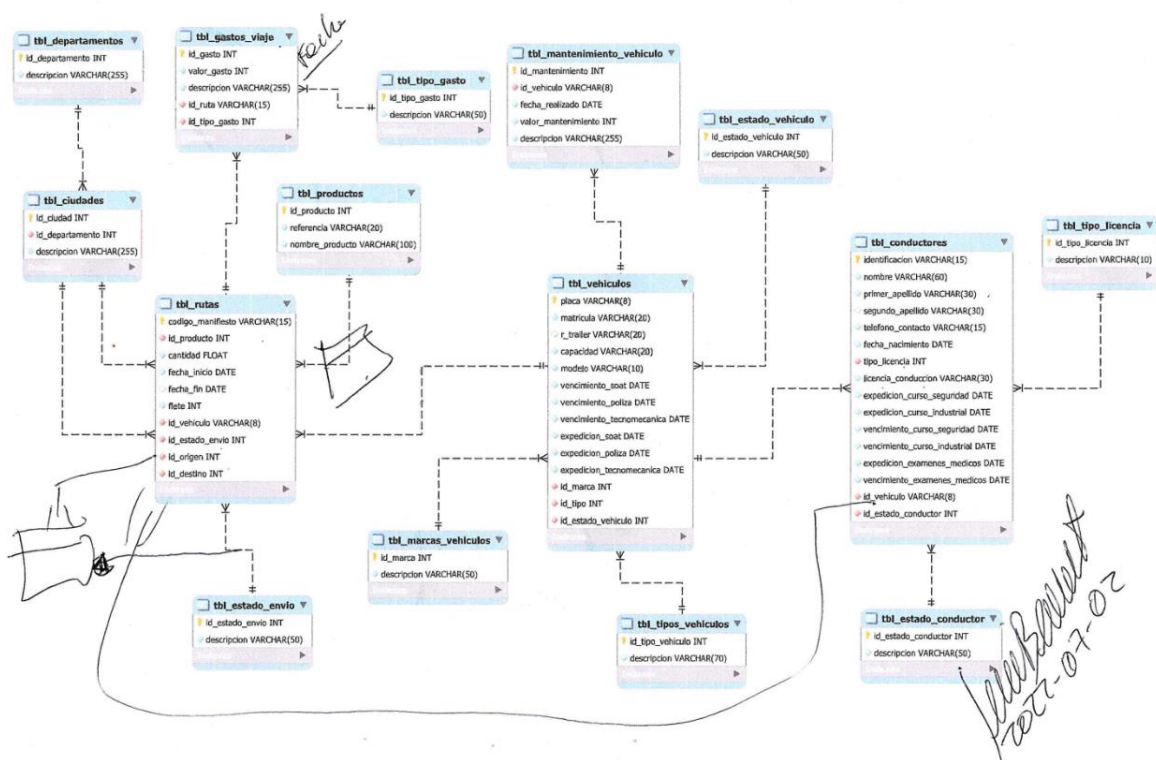 tbl_departamentos
id_departamento INT
descripcion VARCHAR(255)
tbl_gastos_viaje
id_gasto INT
valor_gasto INT
descripcion VARCHAR(255)
id_ruta VARCHAR(15)
id_tipo_gasto INT
Fecha
tbl_tipo_gasto
id_tipo_gasto INT
descripcion VARCHAR(50)
tbl_mantenimiento_vehiculo
id_mantenimiento INT
id_vehiculo VARCHAR(8)
fecha_realizado DATE
valor_mantenimiento INT
descripcion VARCHAR(255)
tbl_estado_vehiculo
id_estado_vehiculo INT
descripcion VARCHAR(50)
tbl_ciudades
id_ciudad INT
id_departamento INT
descripcion VARCHAR(255)
tbl_productos
id_producto INT
referencia VARCHAR(20)
nombre_producto VARCHAR(100)
tbl_tipo_licencia
id_tipo_licencia INT
descripcion VARCHAR(10)
tbl_rutas
codigo_manifiesto VARCHAR(15)
id_producto INT
cantidad FLOAT
fecha_inicio DATE
fecha_fin DATE
flete INT
id_vehiculo VARCHAR(8)
id_estado_envio INT
id_origen INT
id_destino INT
tbl_vehiculos
placa VARCHAR(8)
matricula VARCHAR(20)
r_trailer VARCHAR(20)
capacidad VARCHAR(20)
modelo VARCHAR(10)
vencimiento_soat DATE
vencimiento_poliza DATE
vencimiento_tecnomecanica DATE
expedicion_soat DATE
expedicion_poliza DATE
expedicion_tecnomecanica DATE
id_marca INT
id_tipo INT
id_estado_vehiculo INT
tbl_conductores
identificacion VARCHAR(15)
nombre VARCHAR(60)
primer_apellido VARCHAR(30)
segundo_apellido VARCHAR(30)
telefono_contacto VARCHAR(15)
fecha_nacimiento DATE
tipo_licencia INT
licencia_conduccion VARCHAR(30)
expedicion_curso_seguridad DATE
expedicion_curso_industrial DATE
vencimiento_curso_seguridad DATE
vencimiento_curso_industrial DATE
expedicion_examenes_medicos DATE
vencimiento_examenes_medicos DATE
id_vehiculo VARCHAR(8)
id_estado_conductor INT
tbl_marcas_vehiculos
id_marca INT
descripcion VARCHAR(50)
tbl_estado_envio
id_estado_envio INT
descripcion VARCHAR(50)
tbl_tipos_vehiculos
id_tipo_vehiculo INT
descripcion VARCHAR(70)
tbl_estado_conductor
id_estado_conductor INT
descripcion VARCHAR(50)
2022-07-02